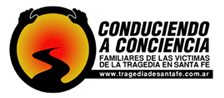 CONDUCIENDO
A CONCIENCIA
FAMILIARES DE LAS VICTIMAS
DE LA TRAGEDIA EN SANTA FE
www.tragediadesantafe.com.ar